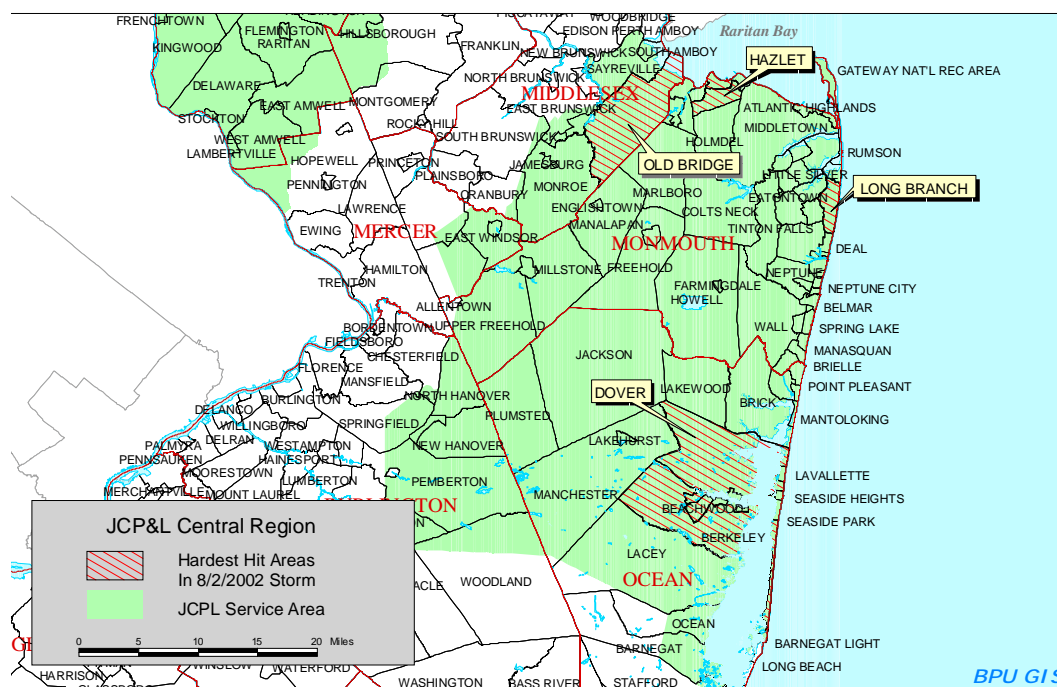 FRENCHTOWN
FLEMINGTON
RARITAN
HILLSBOROUGH
KINGWOOD
FRANKLIN
WOODBRIDGE
EDISON
PERTH AMBOY
Raritan Bay
NEW BRUNSWICK
SOUTH AMBOY
SAYREVILLE
HAZLET
GATEWAY NAT'L REC AREA
NORTH BRUNSWICK
MIDDLESEX
DELAWARE
EAST AMWELL
MONTGOMERY
EAST BRUNSWICK
ATLANTIC HIGHLANDS
STOCKTON
ROCKY HILL
MIDDLETOWN
WEST AMWELL
SOUTH BRUNSWICK
HOLMDEL
LAMBERTVILLE
HOPEWELL
PRINCETON
JAMESBURG
OLD BRIDGE
RUMSON
PLAINSBORO
LITTLE SILVER
PENNINGTON
CRANBURY
MONROE
MARLBORO
LONG BRANCH
EATONTOWN
LAWRENCE
ENGLISHTOWN
COLTS NECK
EWING
MERCER
EAST WINDSOR
MANALAPAN
MONMOUTH
TINTON FALLS
DEAL
HAMILTON
MILLSTONE
FREEHOLD
NEPTUNE
TRENTON
FARMINGDALE
NEPTUNE CITY
HOWELL
ALLENTOWN
BELMAR
BORDENTOWN
UPPER FREEHOLD
WALL
SPRING LAKE
FIELDSBORO
CHESTERFIELD
JACKSON
MANASQUAN
FLORENCE
BRIELLE
MANSFIELD
DOVER
LAKEWOOD
POINT PLEASANT
BURLINGTON
NORTH HANOVER
BRICK
DELANCO
PLUMSTED
MANTOLOKING
WILLINGBORO
SPRINGFIELD
DELRAN
LAKEHURST
PALMYRA
WESTAMPTON
NEW HANOVER
PENNSAUKEN
HAINESPORT
MOORESTOWN
LUMBERTON
PEMBERTON
LAVALLETTE
MERCHANTVILLE
MOUNT LAUREL
MANCHESTER
SEASIDE HEIGHTS
BEACHWOOD
SEASIDE PARK
BERKELEY
LACEY
WOODLAND
OCEAN
OCEAN
BARNEGAT
BARNEGAT LIGHT
LONG BEACH
JCP&L Central Region
Hardest Hit Areas
In 8/2/2002 Storm
JCPL Service Area
0 5 10 15 20 Miles
HARRISON
WINSLOW
WATERFORD
WASHINGTON
BASS RIVER
STAFFORD
BPU GIS